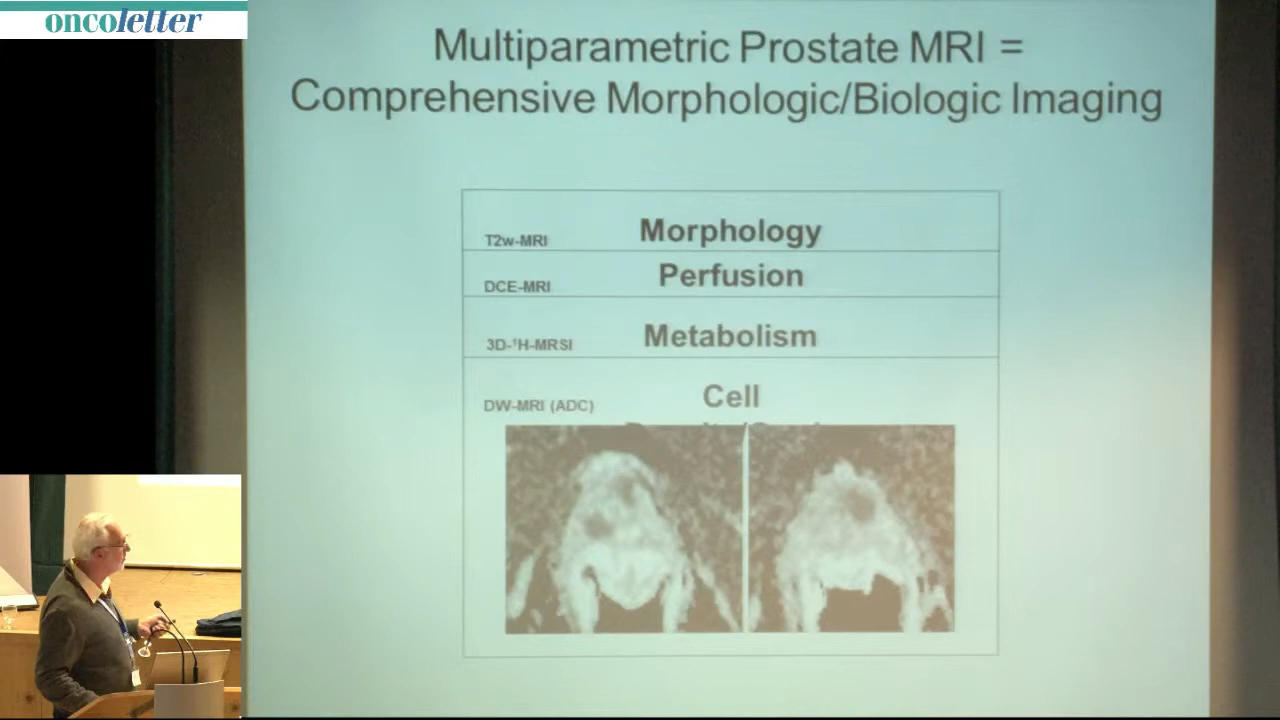 oncoletter
Multiparametric Prostate MRI =
Comprehensive Morphologic/Biologic Imaging
T2w-MRI Morphology
DCE-MRI Perfusion
3D-¹H-MRSI Metabolism
DW-MRI (ADC) Cell